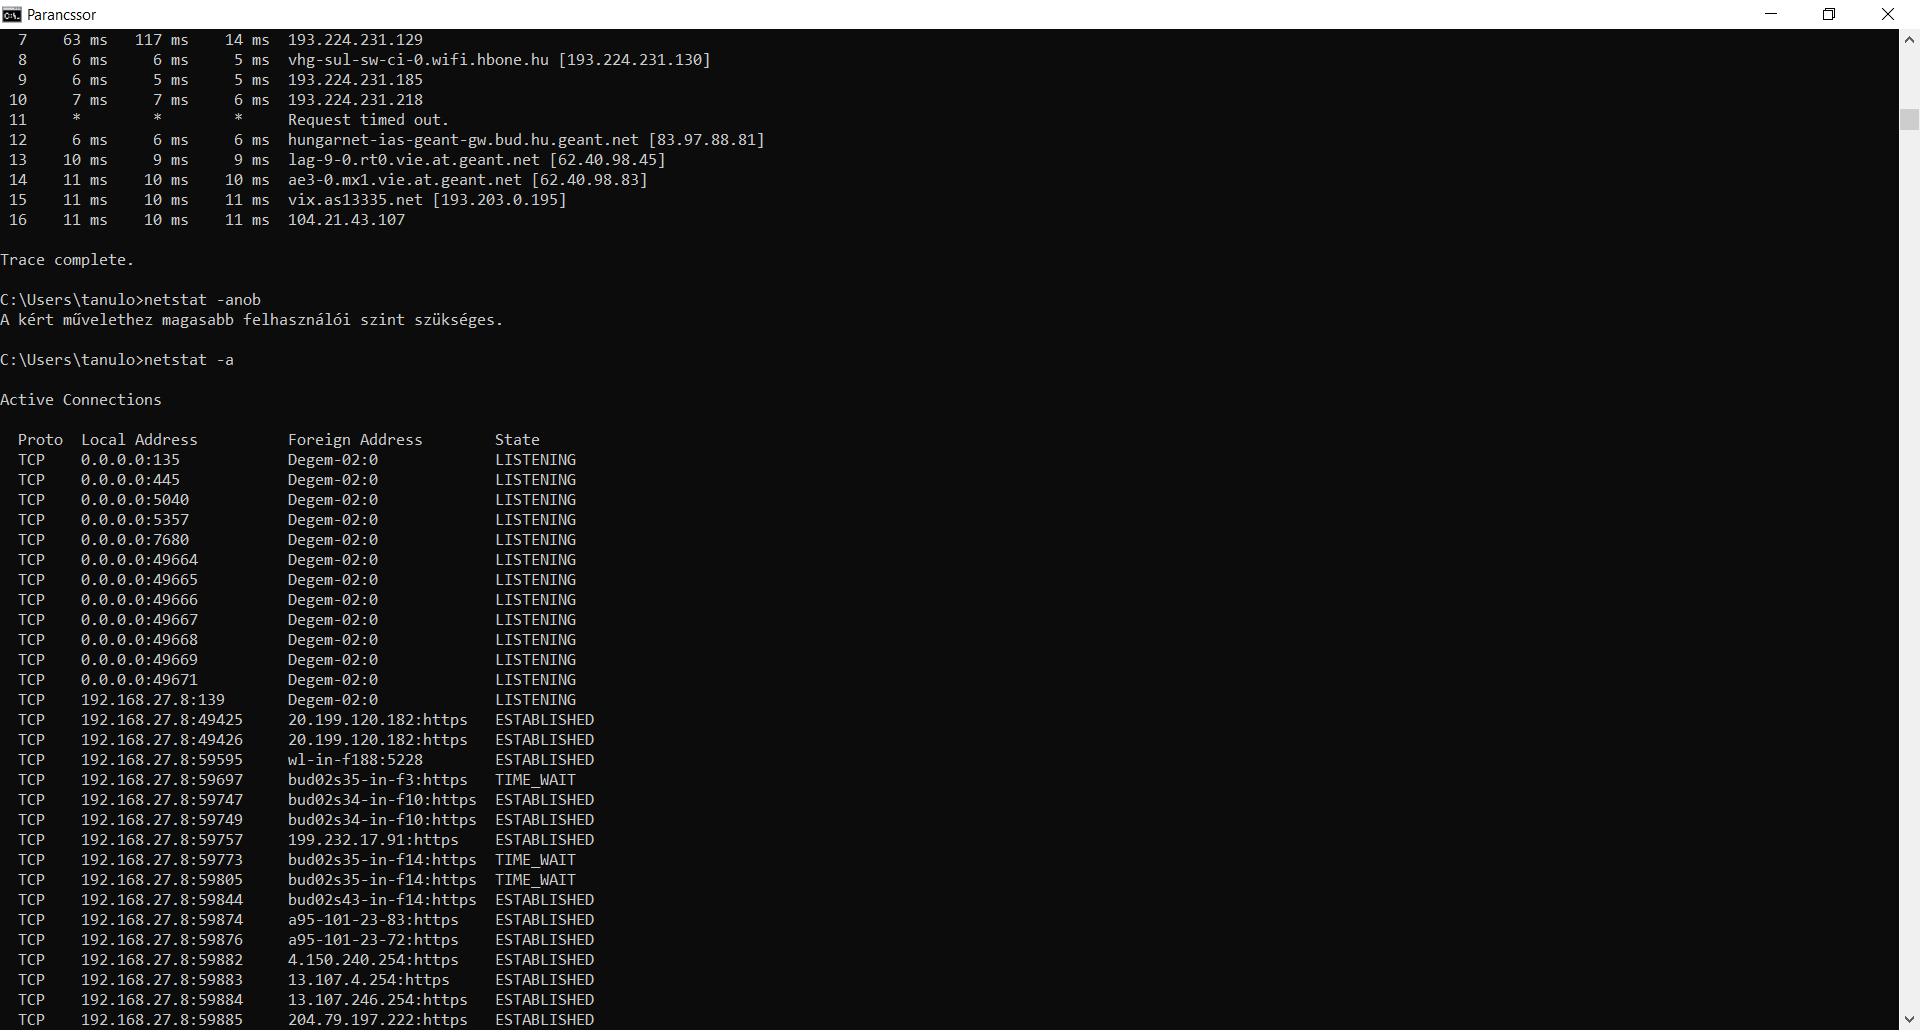 Parancssor
7    63 ms   117 ms    14 ms  193.224.231.129
8     6 ms     6 ms     5 ms  vhg-sul-sw-ci-0.wifi.hbone.hu [193.224.231.130]
9     6 ms     5 ms     5 ms  193.224.231.185
10     7 ms     7 ms     6 ms  193.224.231.218
11     *        *        *     Request timed out.
12     6 ms     6 ms     6 ms  hungarnet-ias-geant-gw.bud.hu.geant.net [83.97.88.81]
13    10 ms     9 ms     9 ms  lag-9-0.rt0.vie.at.geant.net [62.40.98.45]
14    11 ms    10 ms    10 ms  ae3-0.mx1.vie.at.geant.net [62.40.98.83]
15    11 ms    10 ms    11 ms  vix.as13335.net [193.203.0.195]
16    11 ms    10 ms    11 ms  104.21.43.107
Trace complete.
C:\Users\tanulo>netstat -anob
A kért művelethez magasabb felhasználói szint szükséges.
C:\Users\tanulo>netstat -a
Active Connections
Proto  Local Address          Foreign Address        State
TCP    0.0.0.0:135            Degem-02:0             LISTENING
TCP    0.0.0.0:445            Degem-02:0             LISTENING
TCP    0.0.0.0:5040           Degem-02:0             LISTENING
TCP    0.0.0.0:5357           Degem-02:0             LISTENING
TCP    0.0.0.0:7680           Degem-02:0             LISTENING
TCP    0.0.0.0:49664          Degem-02:0             LISTENING
TCP    0.0.0.0:49665          Degem-02:0             LISTENING
TCP    0.0.0.0:49666          Degem-02:0             LISTENING
TCP    0.0.0.0:49667          Degem-02:0             LISTENING
TCP    0.0.0.0:49668          Degem-02:0             LISTENING
TCP    0.0.0.0:49669          Degem-02:0             LISTENING
TCP    0.0.0.0:49671          Degem-02:0             LISTENING
TCP    192.168.27.8:139       Degem-02:0             LISTENING
TCP    192.168.27.8:49425     20.199.120.182:https   ESTABLISHED
TCP    192.168.27.8:49426     20.199.120.182:https   ESTABLISHED
TCP    192.168.27.8:59595     wl-in-f188:5228        ESTABLISHED
TCP    192.168.27.8:59697     bud02s35-in-f3:https   TIME_WAIT
TCP    192.168.27.8:59747     bud02s34-in-f10:https  ESTABLISHED
TCP    192.168.27.8:59749     bud02s34-in-f10:https  ESTABLISHED
TCP    192.168.27.8:59757     199.232.17.91:https    ESTABLISHED
TCP    192.168.27.8:59773     bud02s35-in-f14:https  TIME_WAIT
TCP    192.168.27.8:59805     bud02s35-in-f14:https  TIME_WAIT
TCP    192.168.27.8:59844     bud02s43-in-f14:https  ESTABLISHED
TCP    192.168.27.8:59874     a95-101-23-83:https    ESTABLISHED
TCP    192.168.27.8:59876     a95-101-23-72:https    ESTABLISHED
TCP    192.168.27.8:59882     4.150.240.254:https    ESTABLISHED
TCP    192.168.27.8:59883     13.107.4.254:https     ESTABLISHED
TCP    192.168.27.8:59884     13.107.246.254:https   ESTABLISHED
TCP    192.168.27.8:59885     204.79.197.222:https   ESTABLISHED